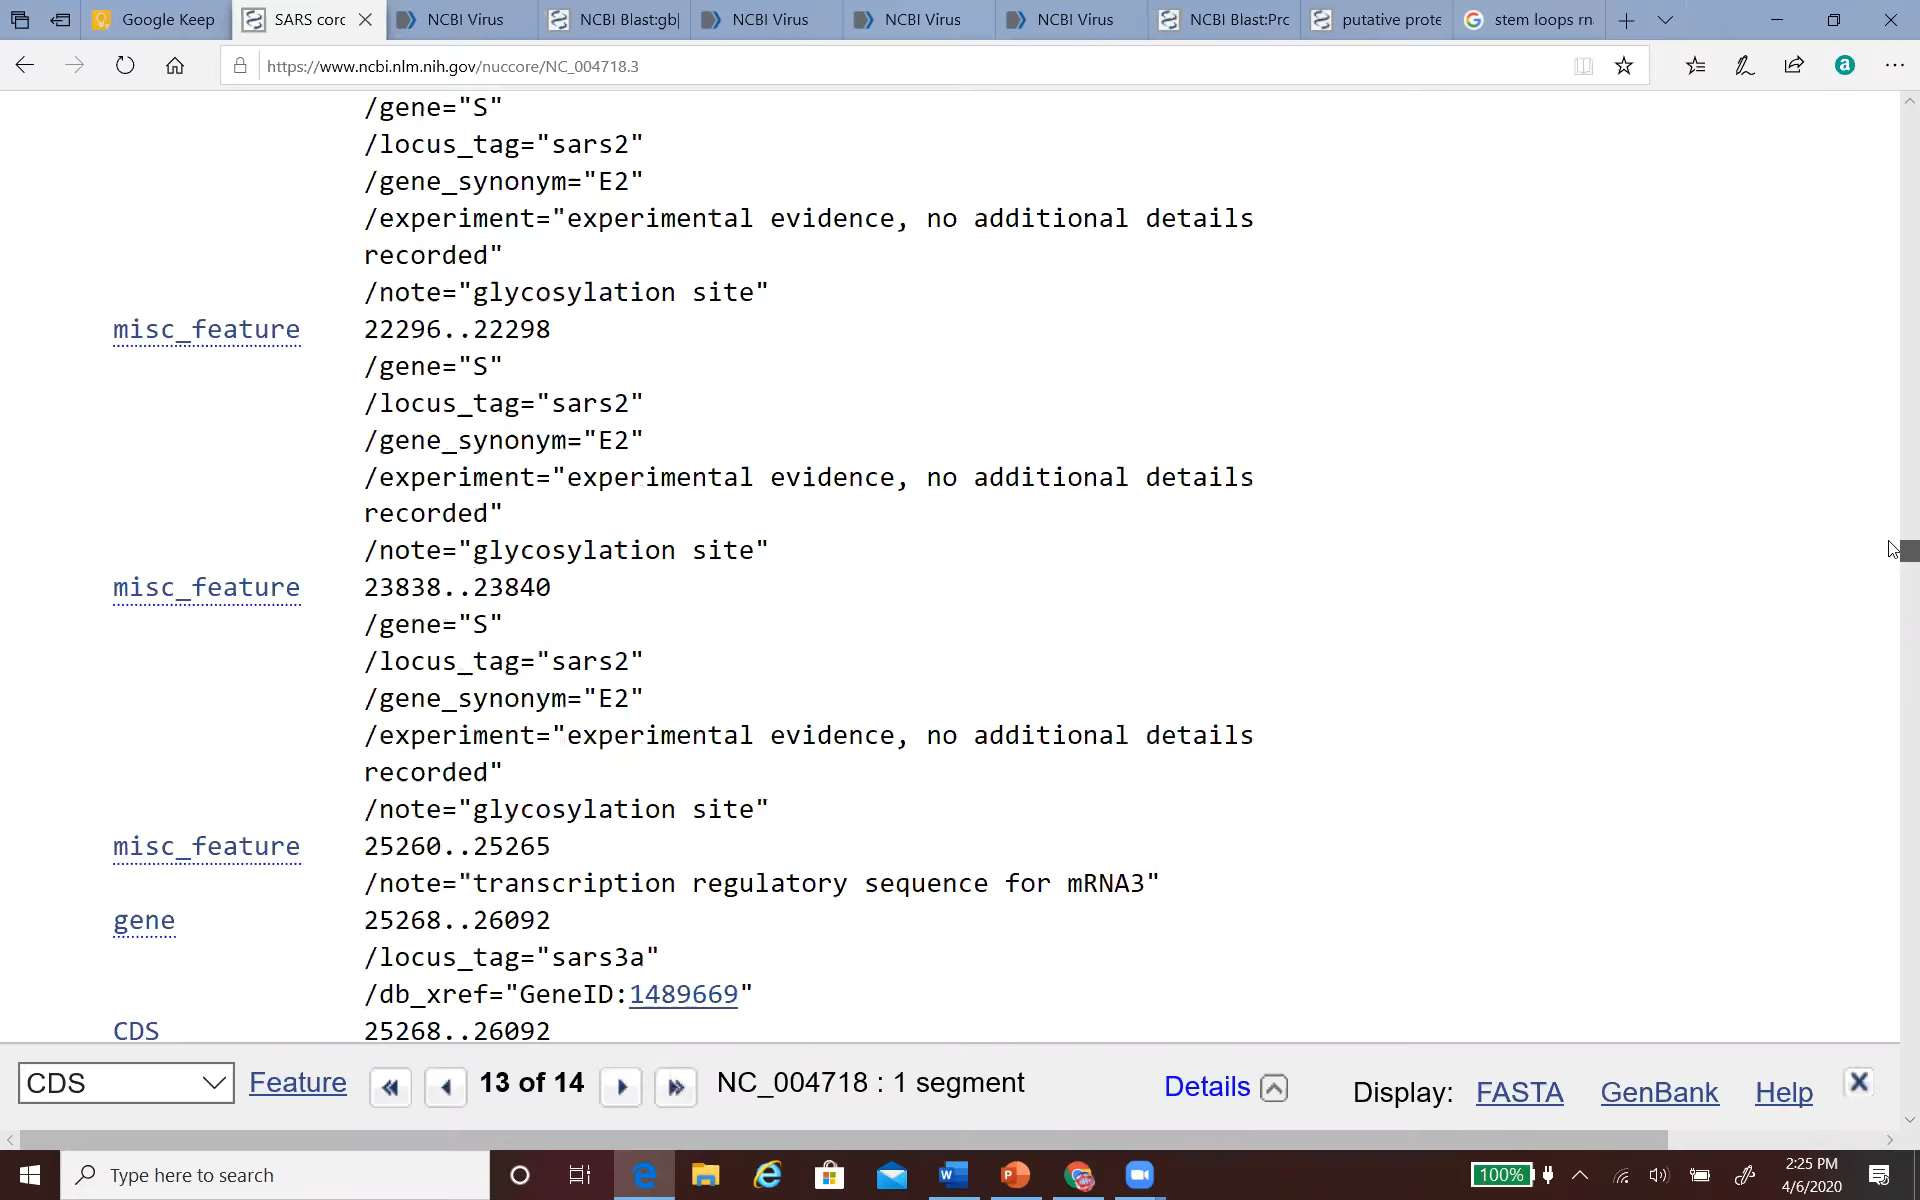 Google Keep
SARS corc
NCBI Virus
NCBI Blast:gb|
NCBI Virus
NCBI Virus
NCBI Virus
NCBI Blast:Prc
putative prote
stem loops rn
https://www.ncbi.nlm.nih.gov/nuccore/NC_004718.3
/gene="S"
/locus_tag="sars2"
/gene_synonym="E2"
/experiment="experimental evidence, no additional details
recorded"
/note="glycosylation site"
misc_feature 22296..22298
/gene="S"
/locus_tag="sars2"
/gene_synonym="E2"
/experiment="experimental evidence, no additional details
recorded"
/note="glycosylation site"
misc_feature 23838..23840
/gene="S"
/locus_tag="sars2"
/gene_synonym="E2"
/experiment="experimental evidence, no additional details
recorded"
/note="glycosylation site"
misc_feature 25260..25265
/note="transcription regulatory sequence for mRNA3"
gene 25268..26092
/locus_tag="sars3a"
/db_xref="GeneID:1489669"
CDS 25268..26092
CDS Feature 13 of 14 NC_004718 : 1 segment Details Display: FASTA GenBank Help
Type here to search
100%
2:25 PM
4/6/2020